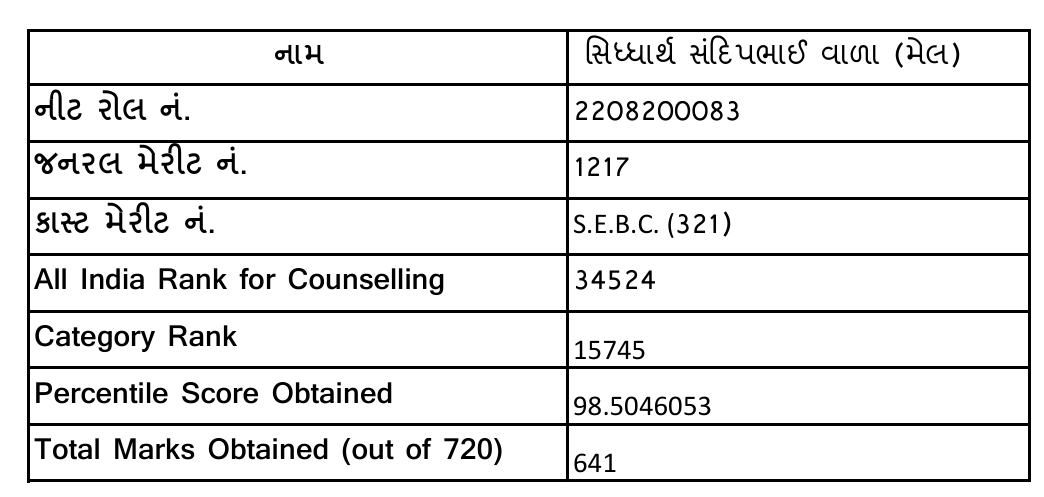 નામ સિધ્ધાર્થ સંદિપભાઈ વાળા (મેલ)
નીટ રોલ નં. 2208200083
જનરલ મેરીટ નં. 1217
કાસ્ટ મેરીટ નં. S.E.B.C. (321)
All India Rank for Counselling 34524
Category Rank 15745
Percentile Score Obtained 98.5046053
Total Marks Obtained (out of 720) 641